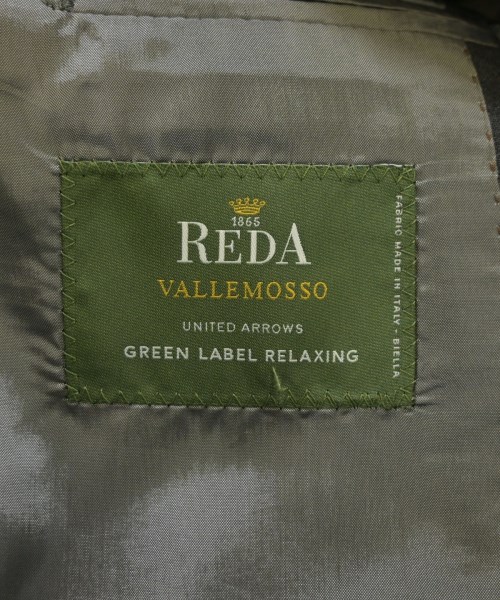 1865
REDA
VALLEMOSSO
UNITED ARROWS
GREEN LABEL RELAXING
FABRIC MADE IN ITALY - BIELLA